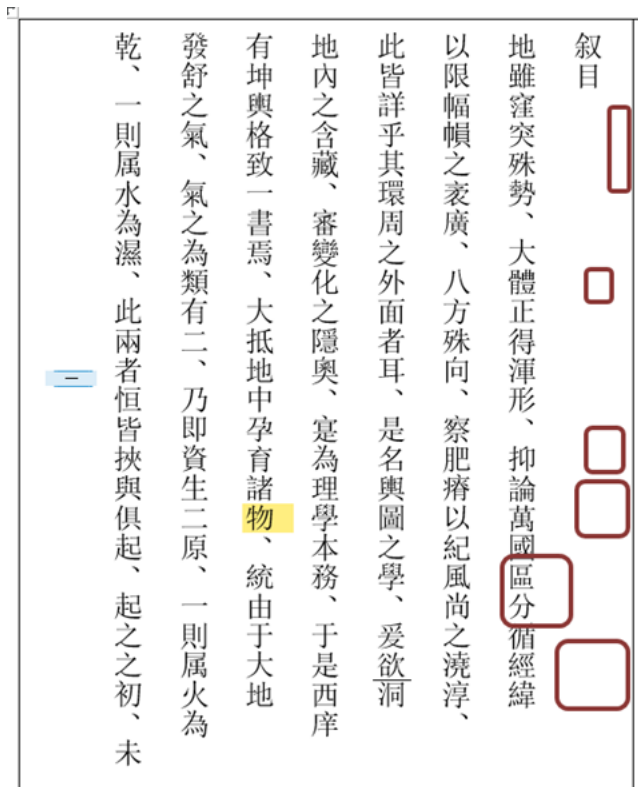 叙目
地雖窪突殊勢、大體正得渾形、抑論萬國區分循經緯
以限幅幀之袤廣、八方殊向、察肥瘠以紀風尚之澆淳、
此皆詳乎其環周之外面者耳、是名輿圖之學、爰欲洞
地內之含藏、審變化之隱奧、寔為理學本務、于是西庠
有坤輿格致一書焉、大抵地中孕育諸物、統由于大地
發舒之氣、氣之為類有二、乃即資生二原、一則属火為
乾、一則属水為濕、此兩者恒皆挾與俱起、起之之初、未
一